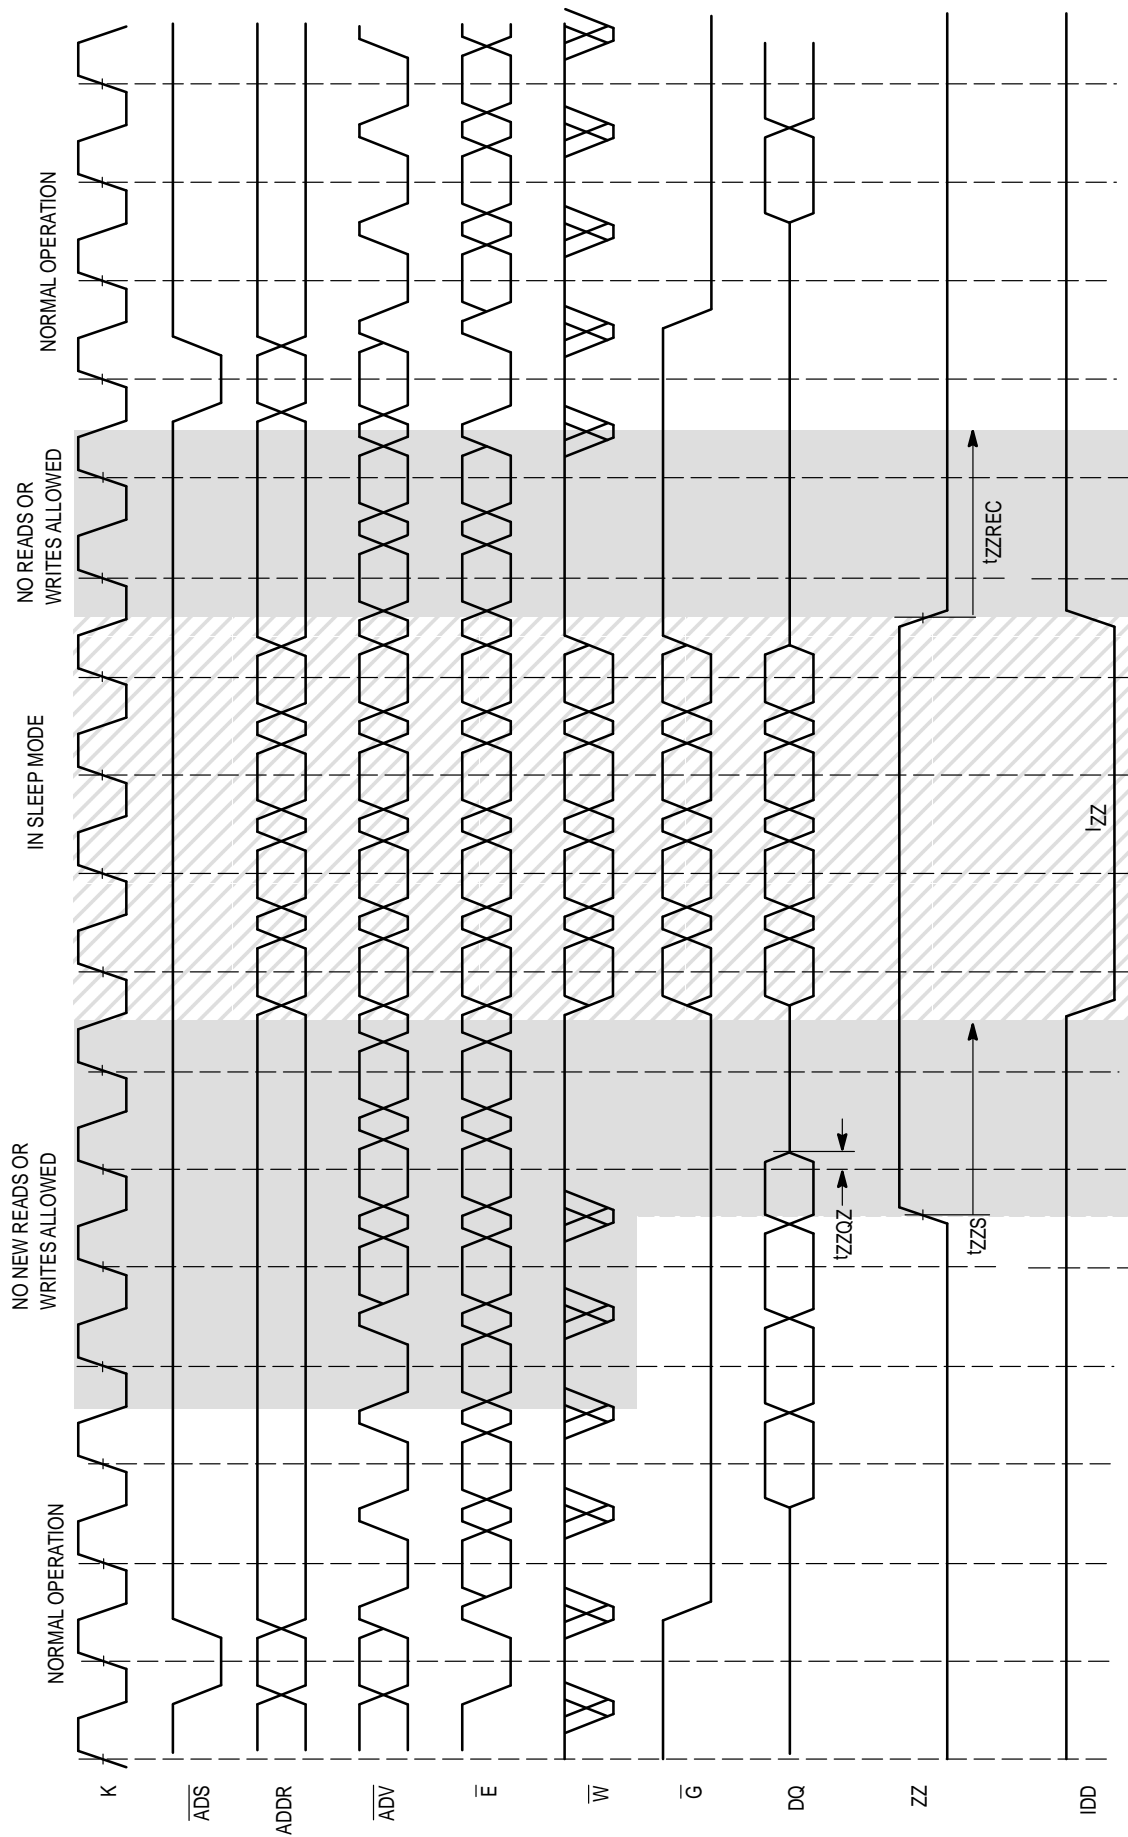 NORMAL OPERATION
NO NEW READS OR
WRITES ALLOWED
IN SLEEP MODE
NO READS OR
WRITES ALLOWED
NORMAL OPERATION
K
ADS
ADDR
ADV
E
W
G
DQ
tZZQZ
ZZ
tZZS
tZZREC
IDD
IZZ